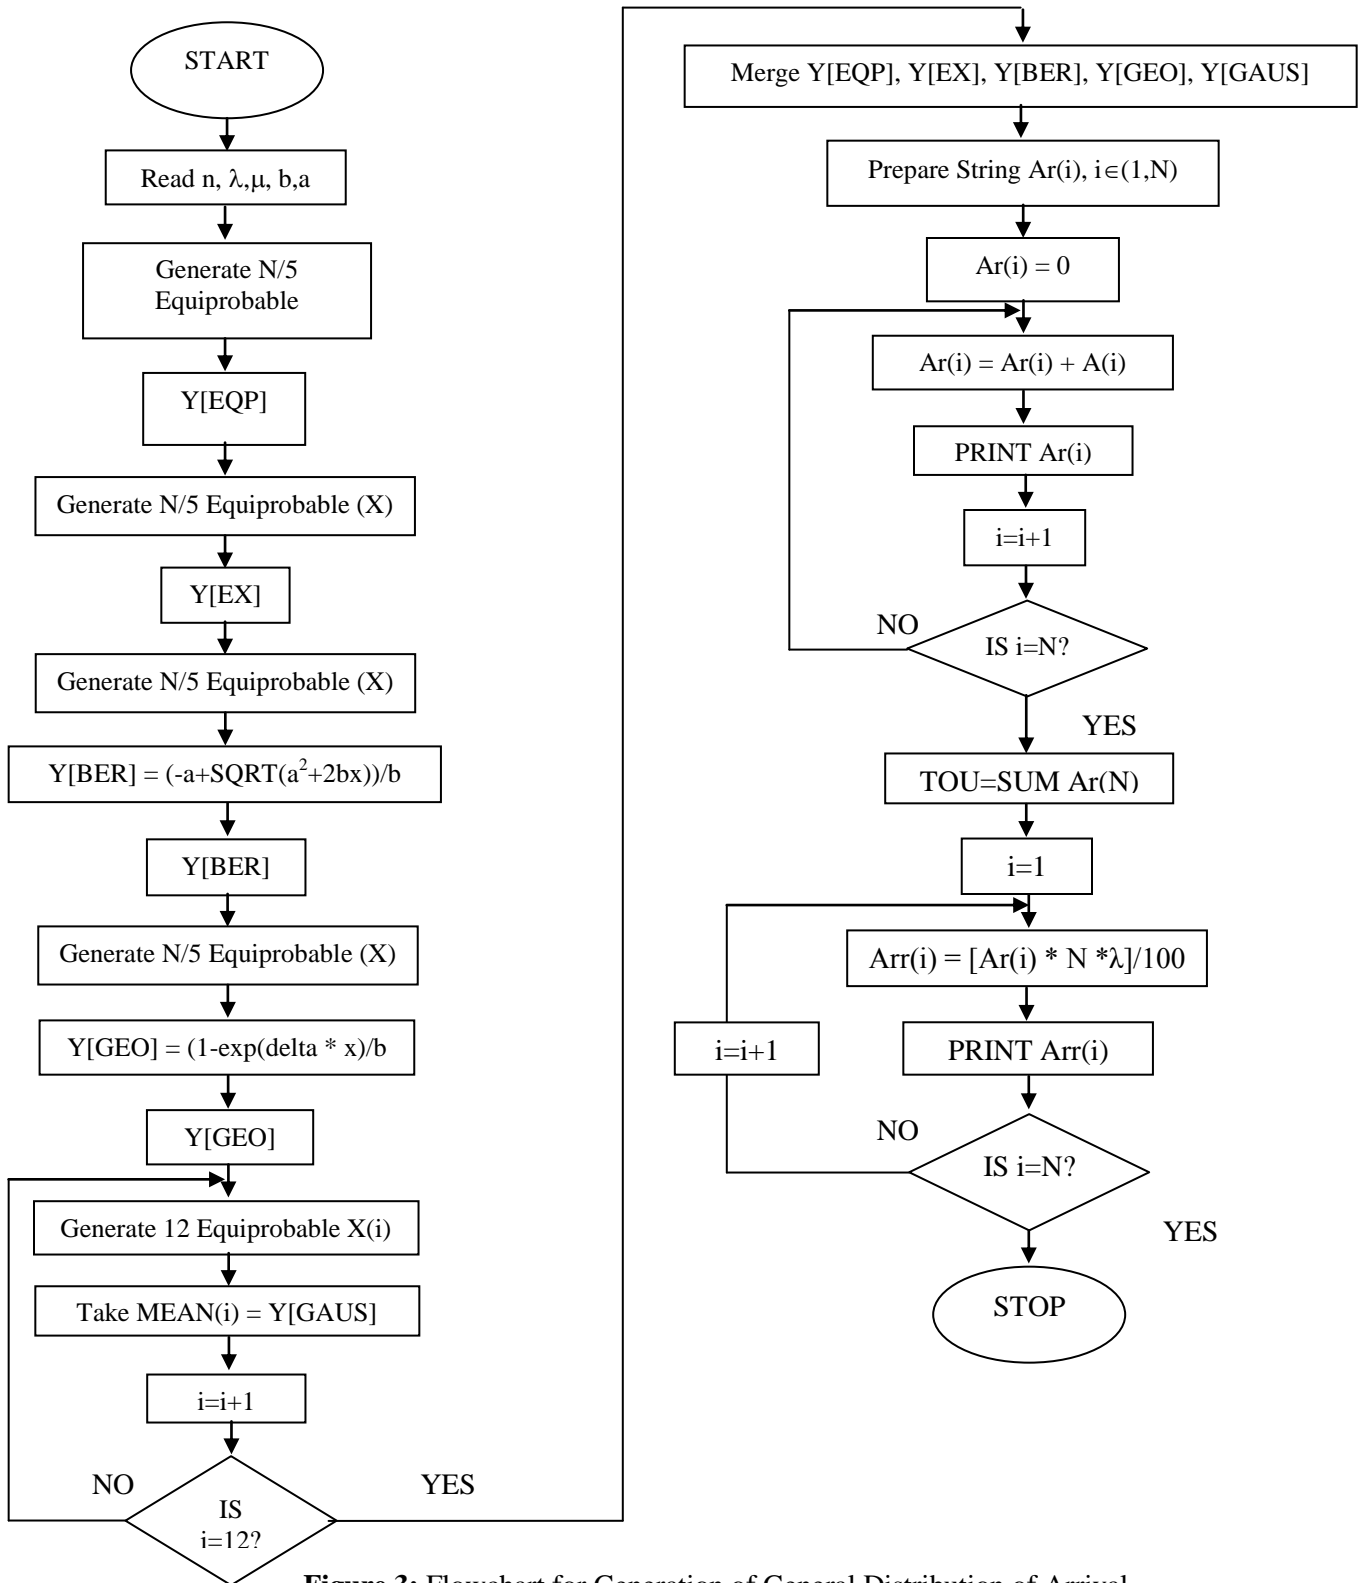 START
Read n, λ,μ, b,a
Generate N/5
Equiprobable
Y[EQP]
Generate N/5 Equiprobable (X)
Y[EX]
Generate N/5 Equiprobable (X)
Y[BER] = (-a+SQRT(a²+2bx))/b
Y[BER]
Generate N/5 Equiprobable (X)
Y[GEO] = (1-exp(delta * x)/b
Y[GEO]
Generate 12 Equiprobable X(i)
Take MEAN(i) = Y[GAUS]
i=i+1
NO
YES
IS
i=12?
Merge Y[EQP], Y[EX], Y[BER], Y[GEO], Y[GAUS]
Prepare String Ar(i), i∈(1,N)
Ar(i) = 0
Ar(i) = Ar(i) + A(i)
PRINT Ar(i)
i=i+1
NO
IS i=N?
YES
TOU=SUM Ar(N)
i=1
Arr(i) = [Ar(i) * N *λ]/100
i=i+1
PRINT Arr(i)
NO
IS i=N?
YES
STOP
Figure 3: Flowchart for Generation of General Distribution of Arrival